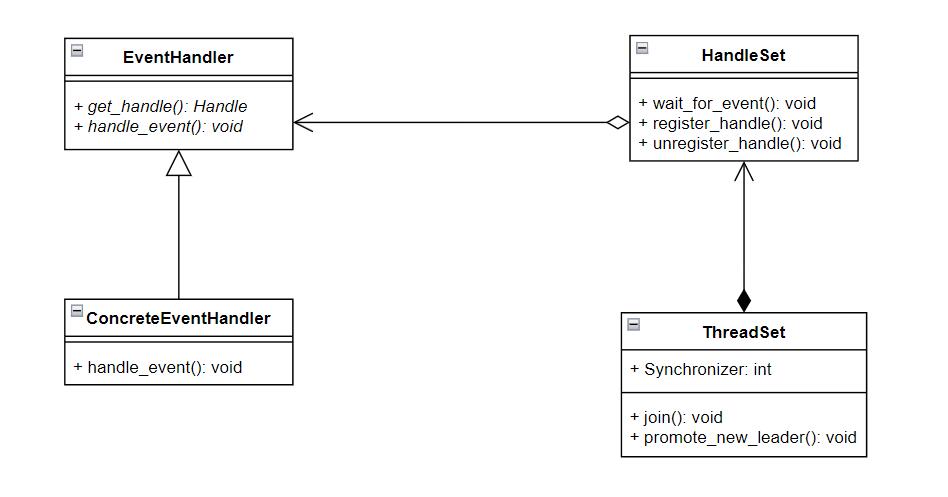 EventHandler
+ get_handle(): Handle
+ handle_event(): void
HandleSet
+ wait_for_event(): void
+ register_handle(): void
+ unregister_handle(): void
ConcreteEventHandler
+ handle_event(): void
ThreadSet
+ Synchronizer: int
+ join(): void
+ promote_new_leader(): void